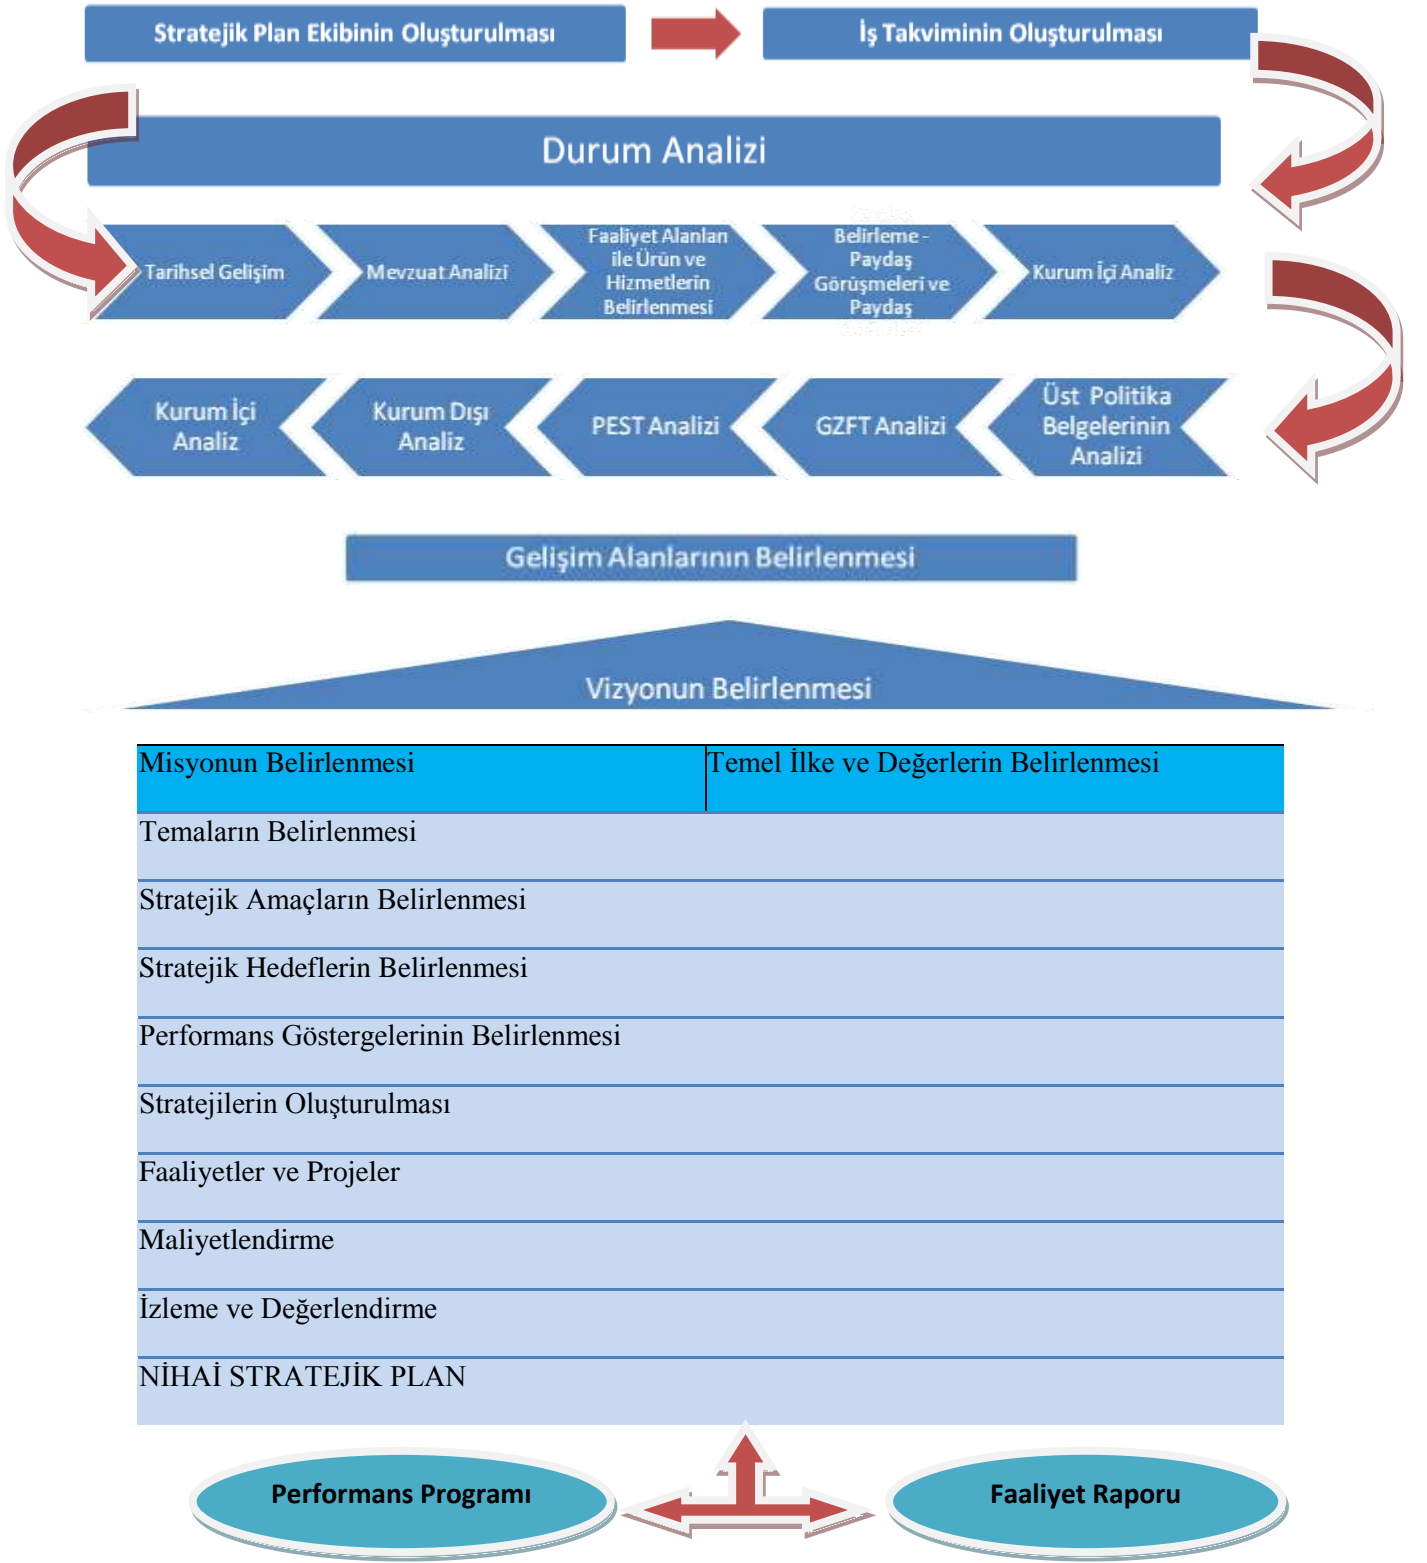 Stratejik Plan Ekibinin Oluşturulması
İş Takviminin Oluşturulması
Durum Analizi
Tarihsel Gelişim
Mevzuat Analizi
Faaliyet Alanları
ile Ürün ve
Hizmetlerin
Belirlenmesi
Belirleme -
Paydaş
Görüşmeleri ve
Paydaş
Kurum İçi Analiz
Kurum İçi
Analiz
Kurum Dışı
Analiz
PEST Analizi
GZFT Analizi
Üst Politika
Belgelerinin
Analizi
Gelişim Alanlarının Belirlenmesi
Vizyonun Belirlenmesi
Misyonun Belirlenmesi
Temel İlke ve Değerlerin Belirlenmesi
Temaların Belirlenmesi
Stratejik Amaçların Belirlenmesi
Stratejik Hedeflerin Belirlenmesi
Performans Göstergelerinin Belirlenmesi
Stratejilerin Oluşturulması
Faaliyetler ve Projeler
Maliyetlendirme
İzleme ve Değerlendirme
NİHAİ STRATEJİK PLAN
Performans Programı
Faaliyet Raporu